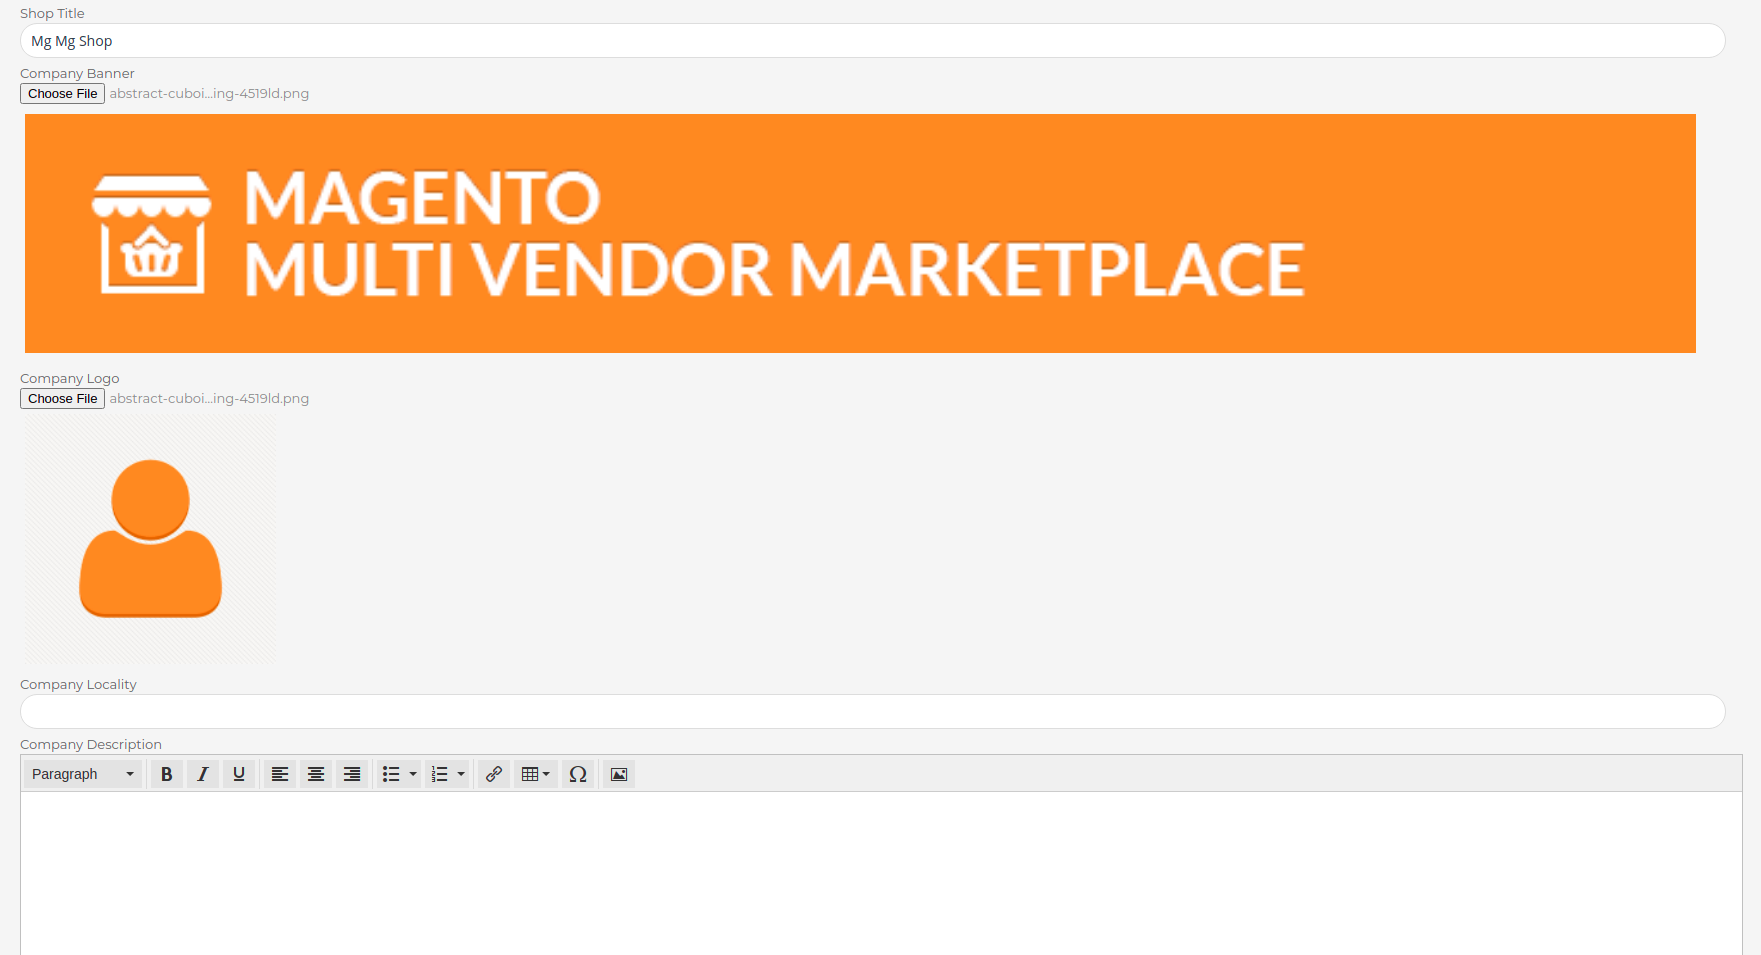 Shop Title
Mg Mg Shop
Company Banner
Choose File abstract-cuboi...ing-4519ld.png
MAGENTO
MULTI VENDOR MARKETPLACE
Company Logo
Choose File abstract-cuboi...ing-4519ld.png
Company Locality
Company Description
Paragraph B I U Ω